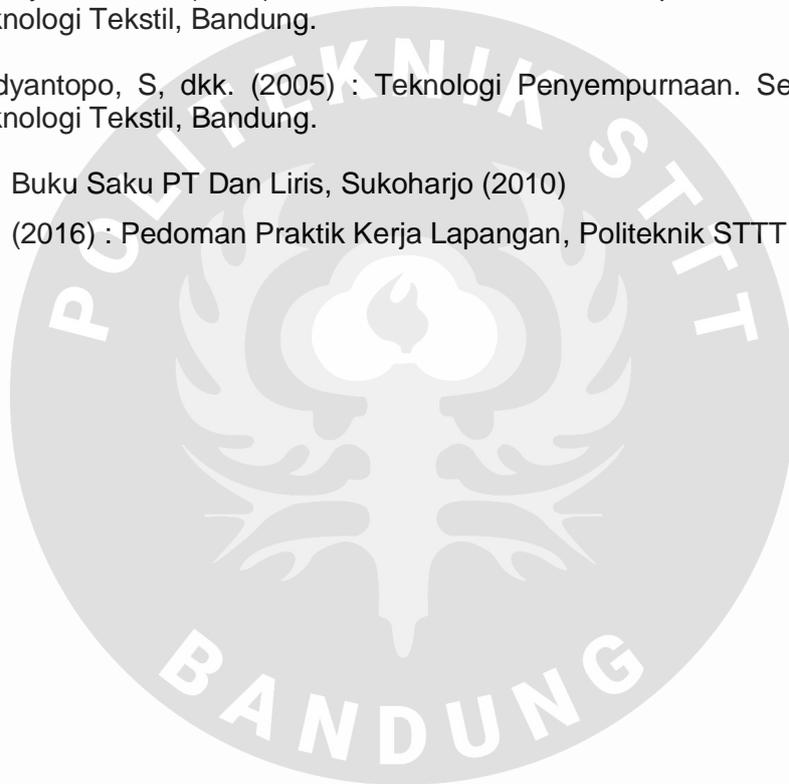 knologi Tekstil, Bandung.
dyantopo, S, dkk. (2005) : Teknologi Penyempurnaan. Se
knologi Tekstil, Bandung.
Buku Saku PT Dan Liris, Sukoharjo (2010)
(2016) : Pedoman Praktik Kerja Lapangan, Politeknik STTT
POLITEKNIK STTT
BANDUNG